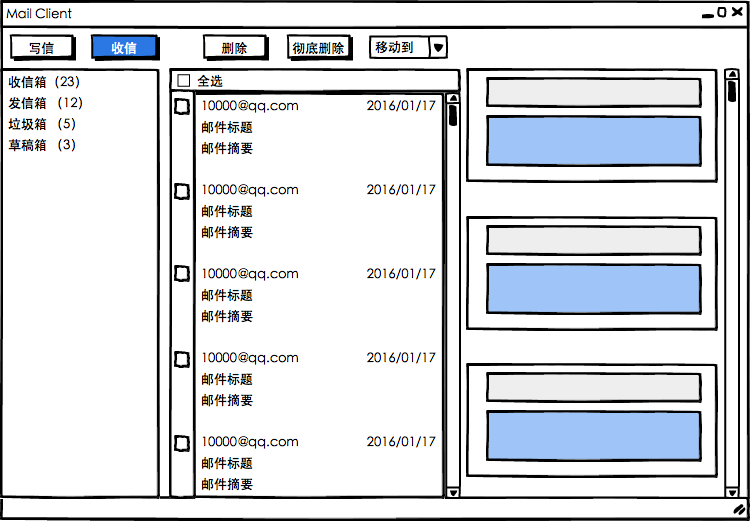 Mail Client
写信 收信 删除 彻底删除 移动到
收信箱 (23)
发信箱 (12)
垃圾箱 (5)
草稿箱 (3)
全选
10000@qq.com 2016/01/17
邮件标题
邮件摘要
10000@qq.com 2016/01/17
邮件标题
邮件摘要
10000@qq.com 2016/01/17
邮件标题
邮件摘要
10000@qq.com 2016/01/17
邮件标题
邮件摘要
10000@qq.com 2016/01/17
邮件标题
邮件摘要